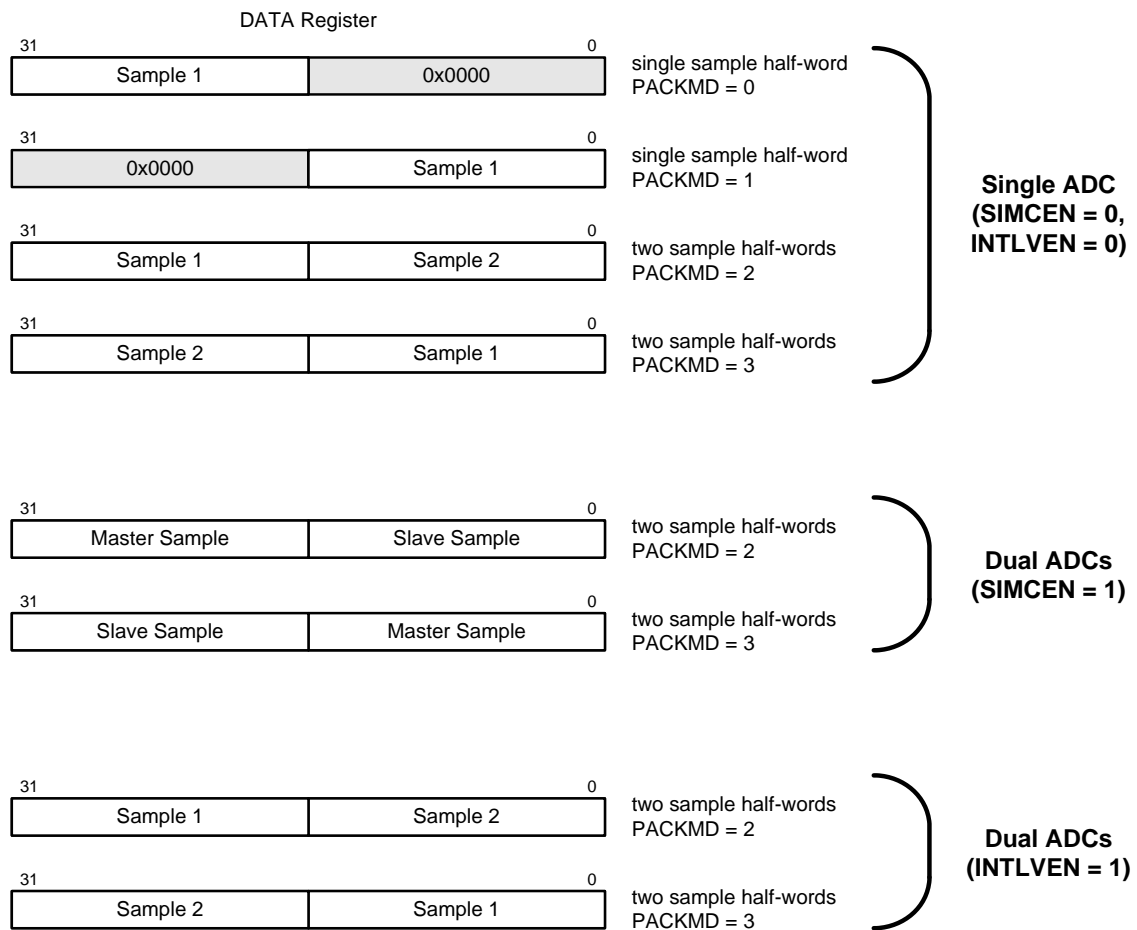 DATA Register
31 0
Sample 1 0x0000
single sample half-word
PACKMD = 0
31 0
0x0000 Sample 1
single sample half-word
PACKMD = 1
31 0
Sample 1 Sample 2
two sample half-words
PACKMD = 2
31 0
Sample 2 Sample 1
two sample half-words
PACKMD = 3
Single ADC
(SIMCEN = 0,
INTLVEN = 0)
31 0
Master Sample Slave Sample
two sample half-words
PACKMD = 2
31 0
Slave Sample Master Sample
two sample half-words
PACKMD = 3
Dual ADCs
(SIMCEN = 1)
31 0
Sample 1 Sample 2
two sample half-words
PACKMD = 2
31 0
Sample 2 Sample 1
two sample half-words
PACKMD = 3
Dual ADCs
(INTLVEN = 1)